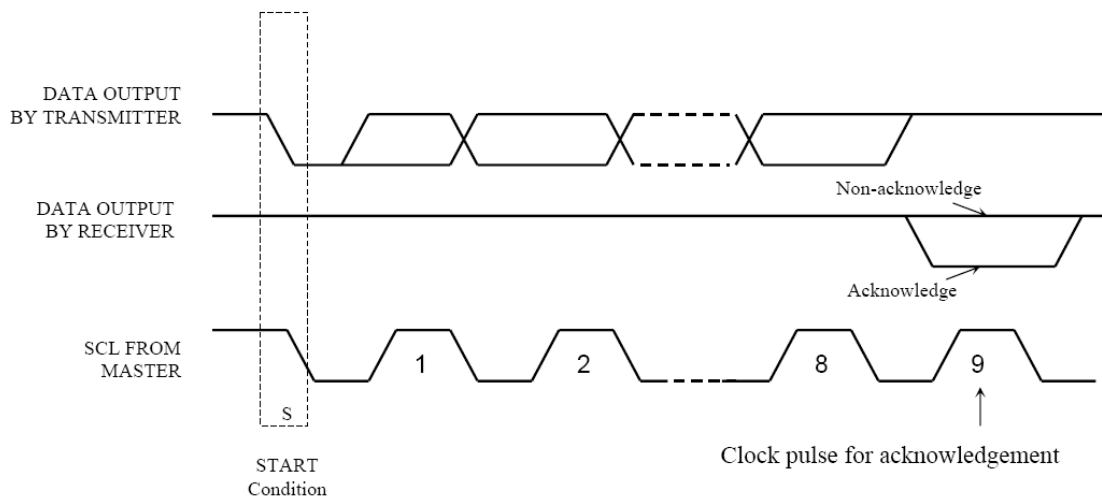 DATA OUTPUT
BY TRANSMITTER
Non-acknowledge
DATA OUTPUT
BY RECEIVER
Acknowledge
SCL FROM
MASTER
1
2
8
9
S
START
Condition
Clock pulse for acknowledgement